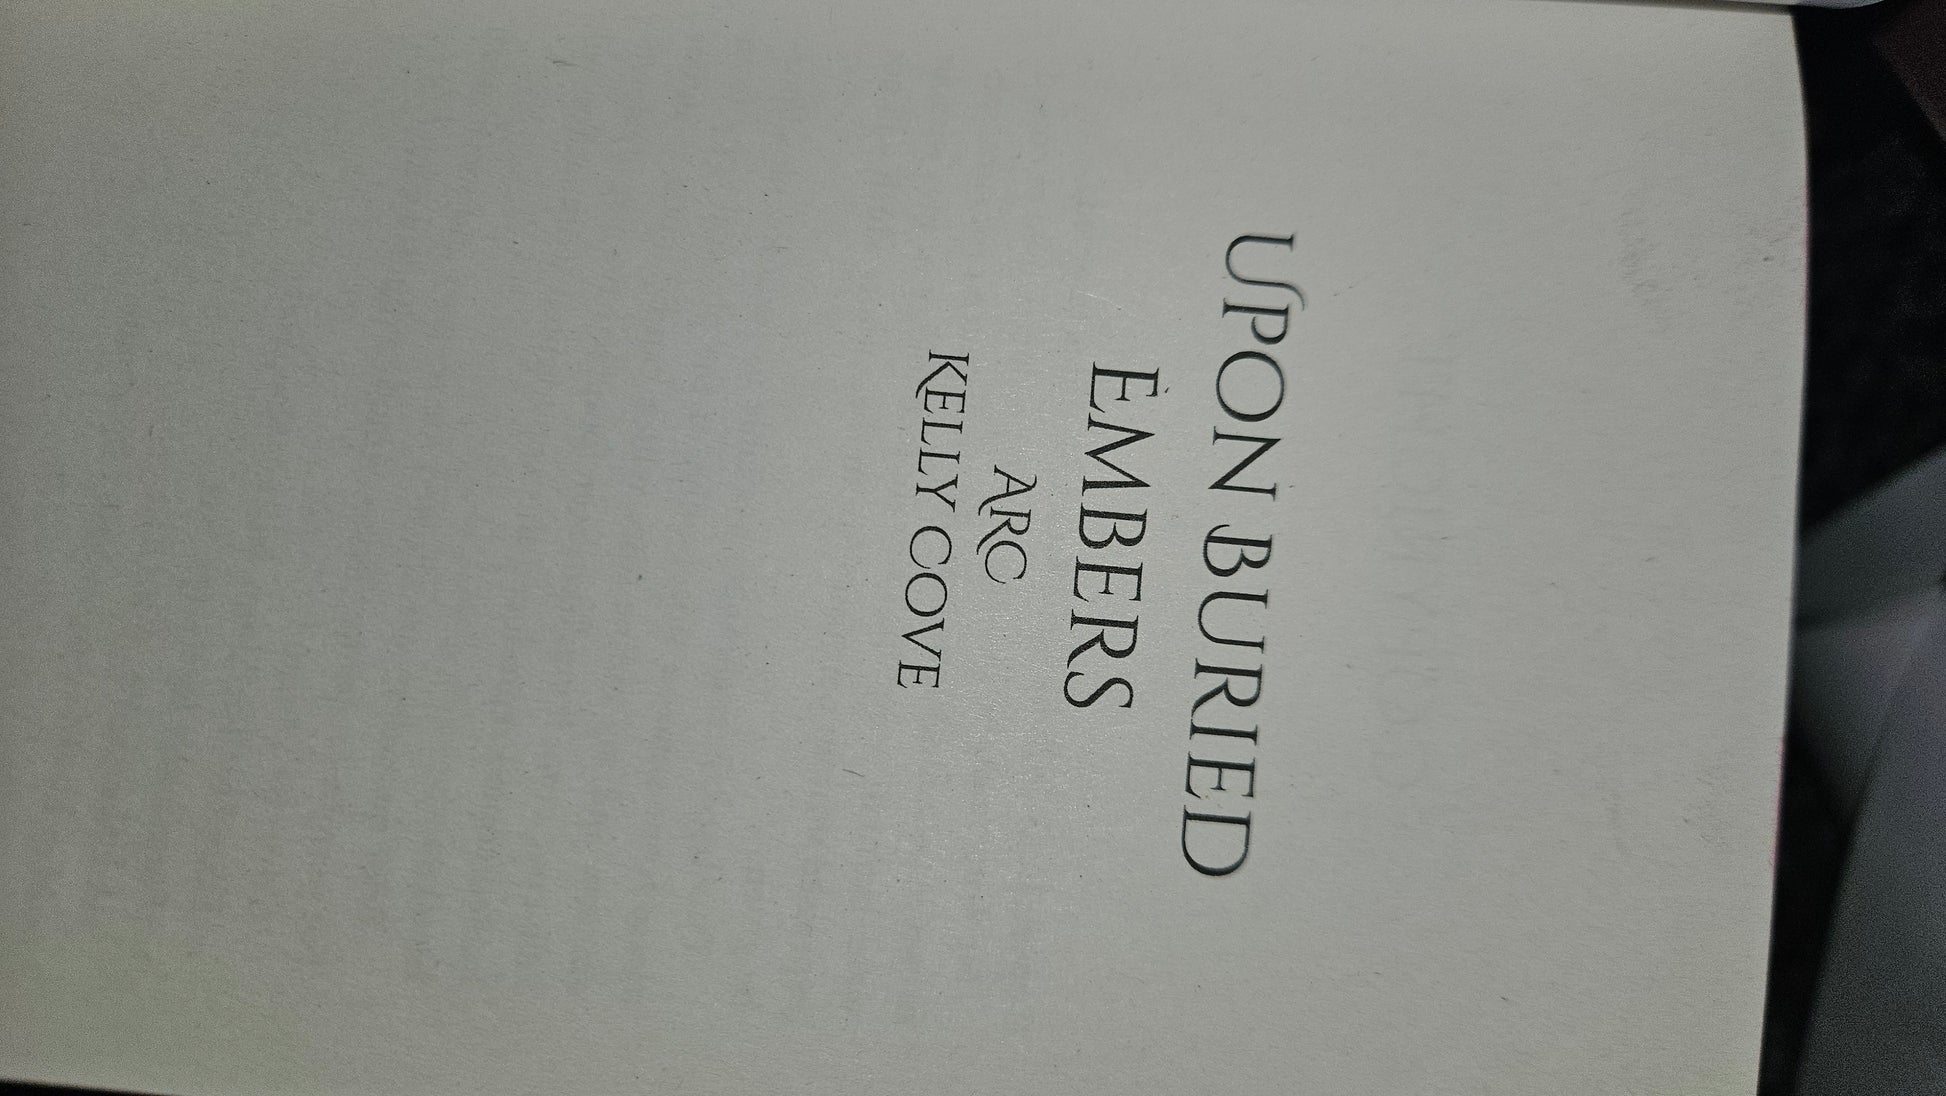 UPON BURIED
EMBERS
ARC
KELLY COVE